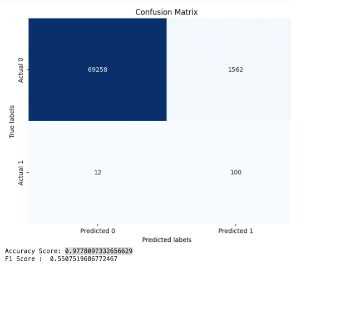 Confusion Matrix
Actual 0
69258
1562
True labels
Actual 1
12
100
Predicted 0
Predicted 1
Predicted labels
Accuracy Score: 0.9778097332656629
F1 Score : 0.5507519686772467